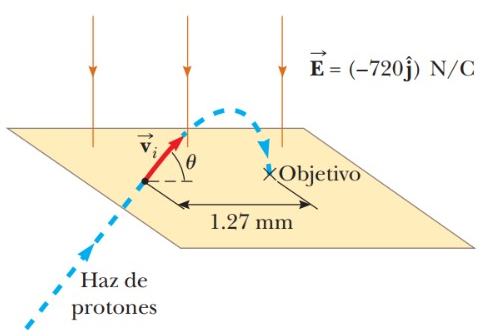 E⃗ = (−720ĵ) N/C
v⃗ᵢ
θ
Objetivo
1.27 mm
Haz de
protones